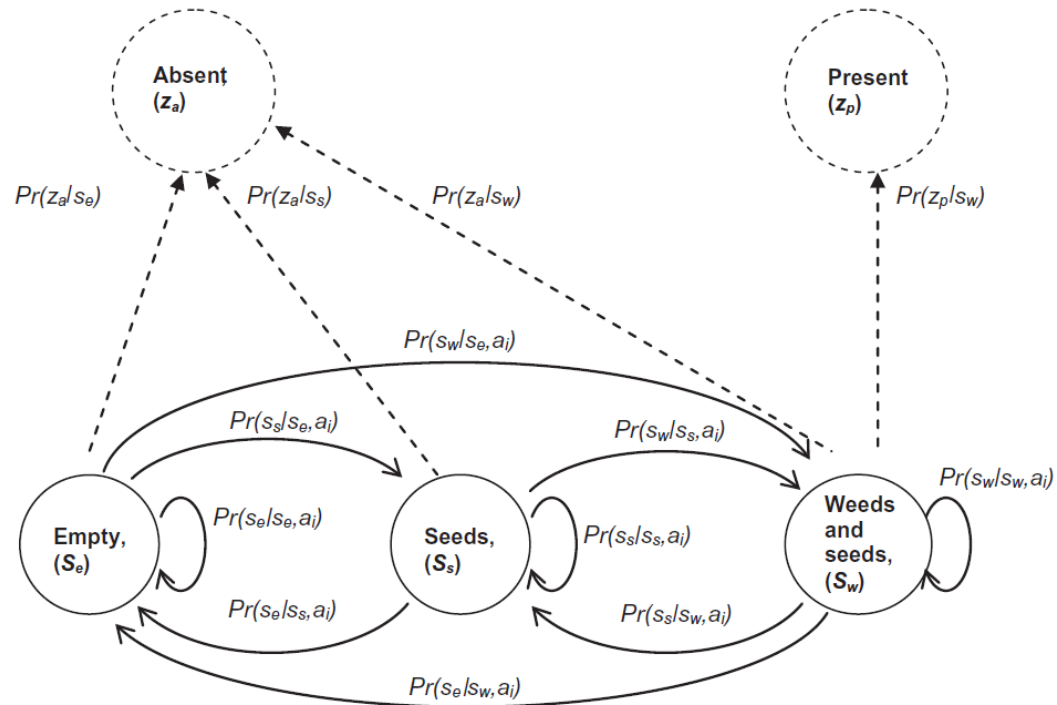 Absent
(z_a)
Present
(z_p)
Pr(z_a|s_e)
Pr(z_a|s_s)
Pr(z_a|s_w)
Pr(z_p|s_w)
Pr(s_w|s_e,a_i)
Pr(s_s|s_e,a_i)
Pr(s_w|s_s,a_i)
Pr(s_w|s_w,a_i)
Empty,
(S_e)
Pr(s_e|s_e,a_i)
Seeds,
(S_s)
Pr(s_s|s_s,a_i)
Weeds
and
seeds,
(S_w)
Pr(s_e|s_s,a_i)
Pr(s_s|s_w,a_i)
Pr(s_e|s_w,a_i)